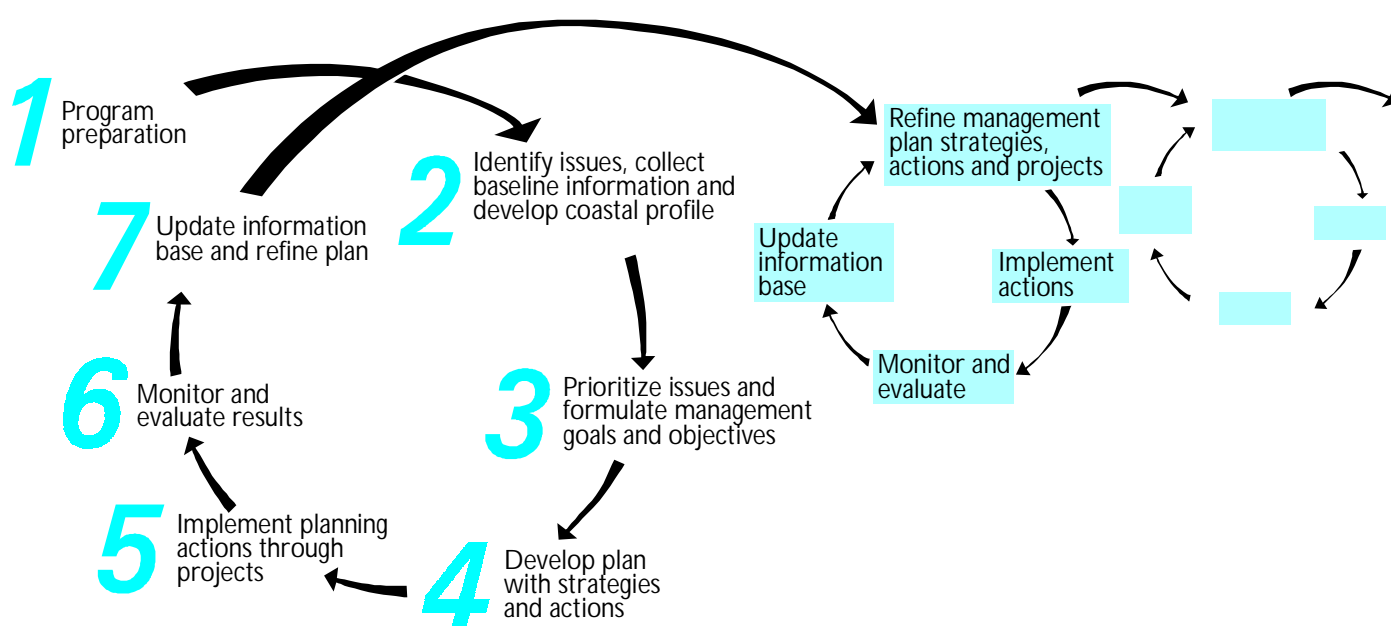 1
Program
preparation
2
Identify issues, collect
baseline information and
develop coastal profile
3
Prioritize issues and
formulate management
goals and objectives
4
Develop plan
with strategies
and actions
5
Implement planning
actions through
projects
6
Monitor and
evaluate results
7
Update information
base and refine plan
Refine management
plan strategies,
actions and projects
Implement
actions
Monitor and
evaluate
Update
information
base